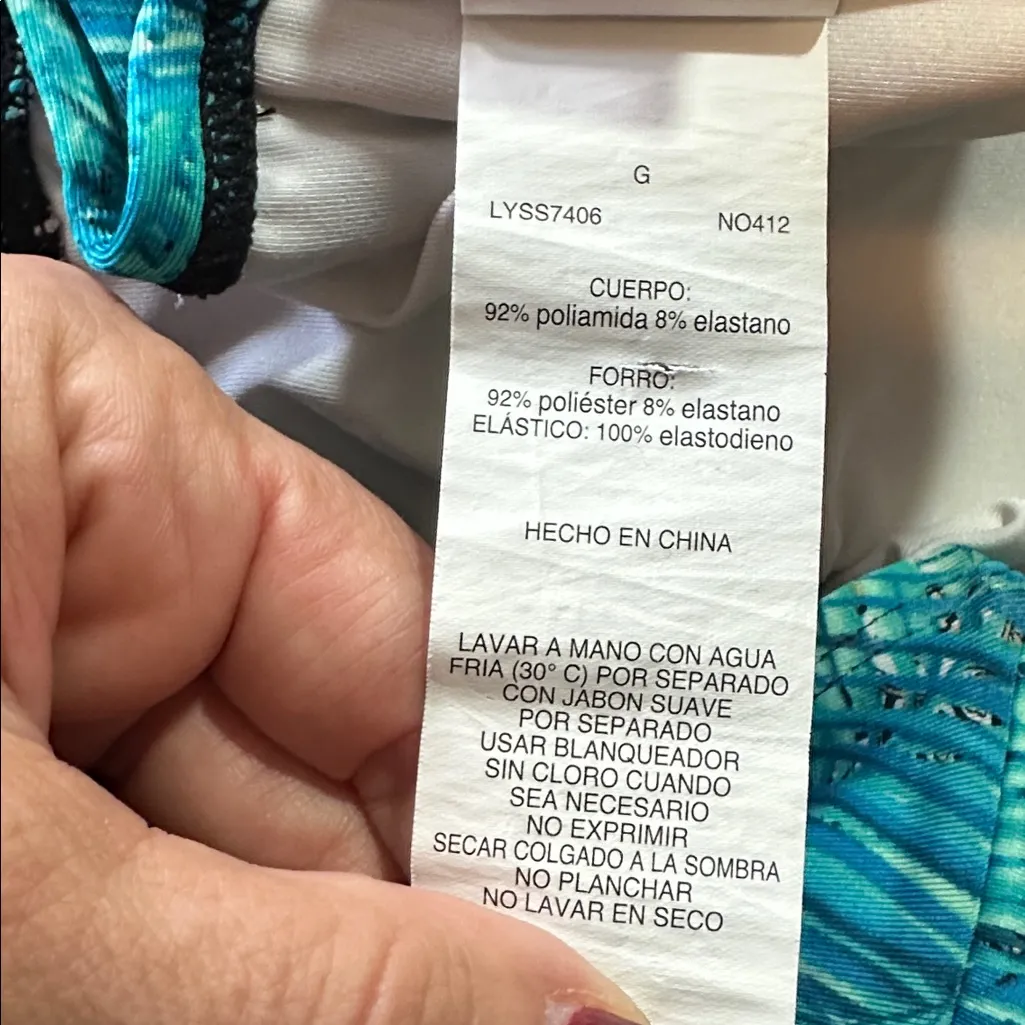 G
LYSS7406 NO412
CUERPO:
92% poliamida 8% elastano
FORRO:
92% poliéster 8% elastano
ELÁSTICO: 100% elastodieno
HECHO EN CHINA
LAVAR A MANO CON AGUA
FRIA (30° C) POR SEPARADO
CON JABON SUAVE
POR SEPARADO
USAR BLANQUEADOR
SIN CLORO CUANDO
SEA NECESARIO
NO EXPRIMIR
SECAR COLGADO A LA SOMBRA
NO PLANCHAR
NO LAVAR EN SECO